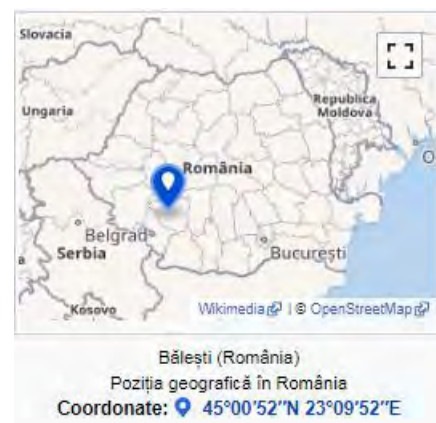 Slovacia
Ungaria
Republica
Moldova
România
O
Belgrad
Serbia
București
Kosovo
Wikimedia | © OpenStreetMap
Bălești (România)
Poziția geografică în România
Coordonate: 45°00′52″N 23°09′52″E